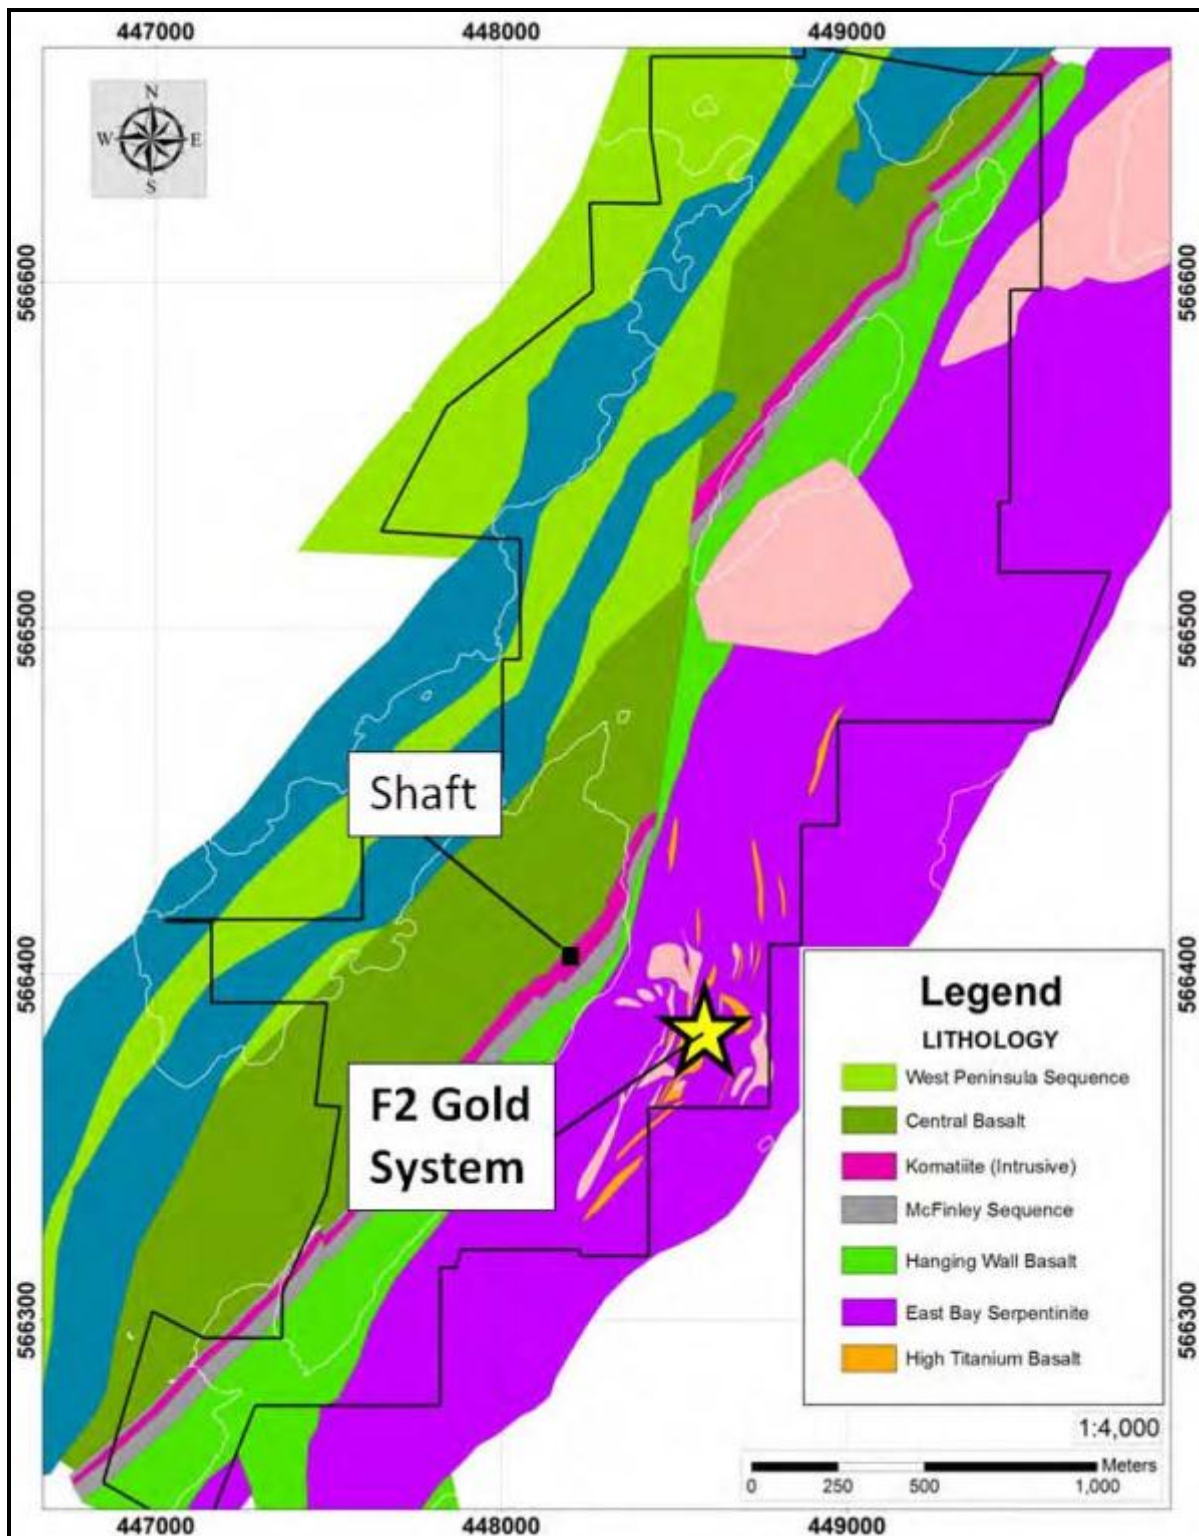 447000 448000 449000
N
W E
S
566600 566600
566500 566500
Shaft
566400 566400
F2 Gold
System
Legend
LITHOLOGY
West Peninsula Sequence
Central Basalt
Komatiite (Intrusive)
McFinley Sequence
Hanging Wall Basalt
East Bay Serpentinite
High Titanium Basalt
566300 566300
1:4,000
Meters
0 250 500 1,000
447000 448000 449000